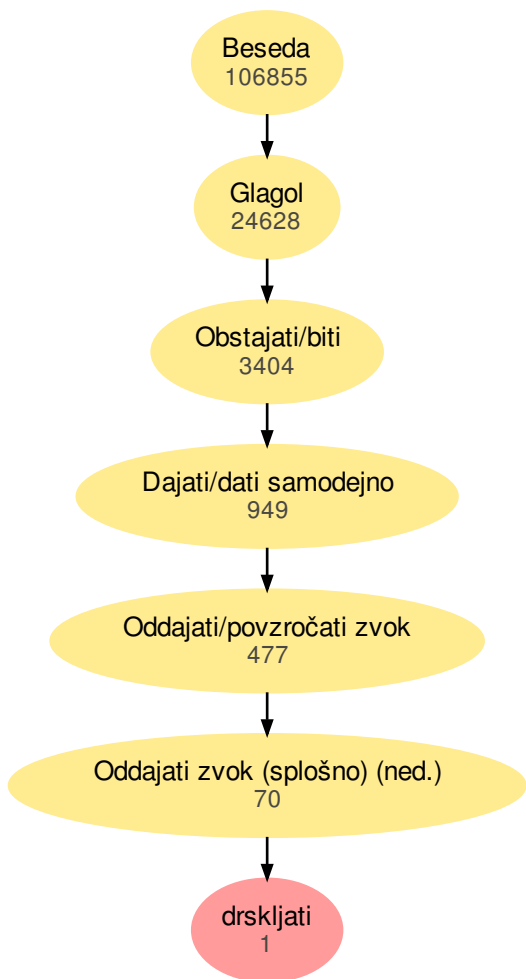 Beseda
106855
Glagol
24628
Obstajati/biti
3404
Dajati/dati samodejno
949
Oddajati/povzročati zvok
477
Oddajati zvok (splošno) (ned.)
70
drskljati
1